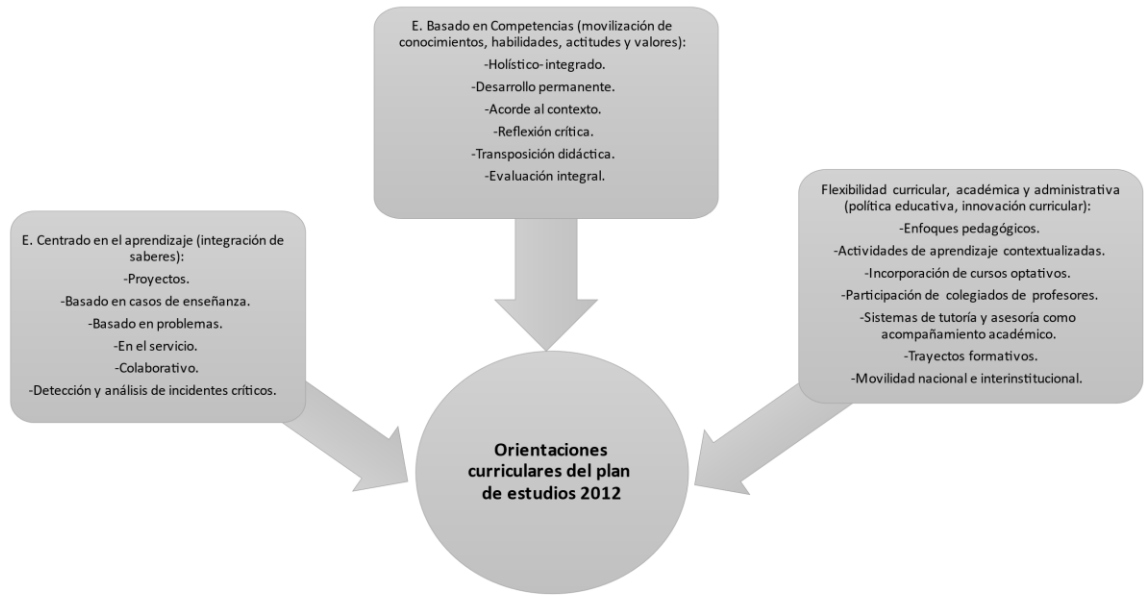 E. Basado en Competencias (movilización de
conocimientos, habilidades, actitudes y valores):
-Holístico-integrado.
-Desarrollo permanente.
-Acorde al contexto.
-Reflexión crítica.
-Transposición didáctica.
-Evaluación integral.
E. Centrado en el aprendizaje (integración de
saberes):
-Proyectos.
-Basado en casos de enseñanza.
-Basado en problemas.
-En el servicio.
-Colaborativo.
-Detección y análisis de incidentes críticos.
Flexibilidad curricular, académica y administrativa
(política educativa, innovación curricular):
-Enfoques pedagógicos.
-Actividades de aprendizaje contextualizadas.
-Incorporación de cursos optativos.
-Participación de colegiados de profesores.
-Sistemas de tutoría y asesoría como
acompañamiento académico.
-Trayectos formativos.
-Movilidad nacional e interinstitucional.
Orientaciones
curriculares del plan
de estudios 2012